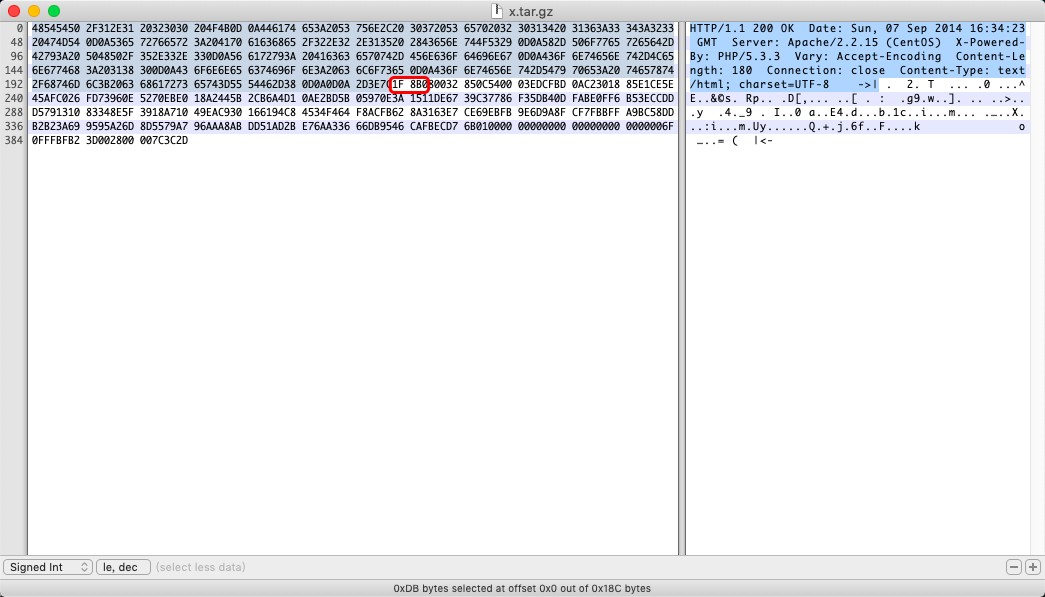 x.tar.gz
0 48545450 2F312E31 20323030 204F4B0D 0A446174 653A2053 756E2C20 30372053 65702032 30313420 31363A33 343A3233 HTTP/1.1 200 OK  Date: Sun, 07 Sep 2014 16:34:23
48 20474D54 0D0A5365 72766572 3A204170 61636865 2F322E32 2E313520 2843656E 744F5329 0D0A582D 506F7765 7265642D GMT  Server: Apache/2.2.15 (CentOS)  X-Powered-
96 42793A20 5048502F 352E332E 330D0A56 6172793A 20416363 6570742D 456E636F 64696E67 0D0A436F 6E74656E 742D4C65 By: PHP/5.3.3  Vary: Accept-Encoding  Content-Le
144 6E677468 3A203138 300D0A43 6F6E6E65 6374696F 6E3A2063 6C6F7365 0D0A436F 6E74656E 742D5479 70653A20 74657874 ngth: 180  Connection: close  Content-Type: text
192 2F68746D 6C3B2063 68617273 65743D55 54462D38 0D0A0D0A 2D3E7C1F 8B080032 850C5400 03EDCFBD 0AC23018 85E1CE5E /html; charset=UTF-8    ->| .  2. T  ... .0 ...^
240 45AFC026 FD73960E 5270EBE0 18A2445B 2CB6A4D1 0AE2BD5B 05970E3A 1511DE67 39C37786 F35DB40D FABE0FF6 B53ECCDD E..&©s. Rp.. .D[,... ..[ . :  .g9.w..]. .. ..>..
288 D5791310 83348E5F 3918A710 49EAC930 166194C8 4534F464 F8ACFB62 8A3163E7 CE69EBFB 9E6D9A8F CF7FBBFF A9BC58DD .y  .4._9 . I..0 a..E4.d...b.1c..i...m... ._..X.
336 B2B23A69 9595A26D 8D5579A7 96AAA8AB DD51AD2B E76AA336 66DB9546 CAFBECD7 6B010000 00000000 00000000 0000006F ..:i...m.Uy......Q.+.j.6f..F....k o
384 0FFFBFB2 3D002800 007C3C2D _..= (  |<-
Signed Int le, dec (select less data)
0xDB bytes selected at offset 0x0 out of 0x18C bytes